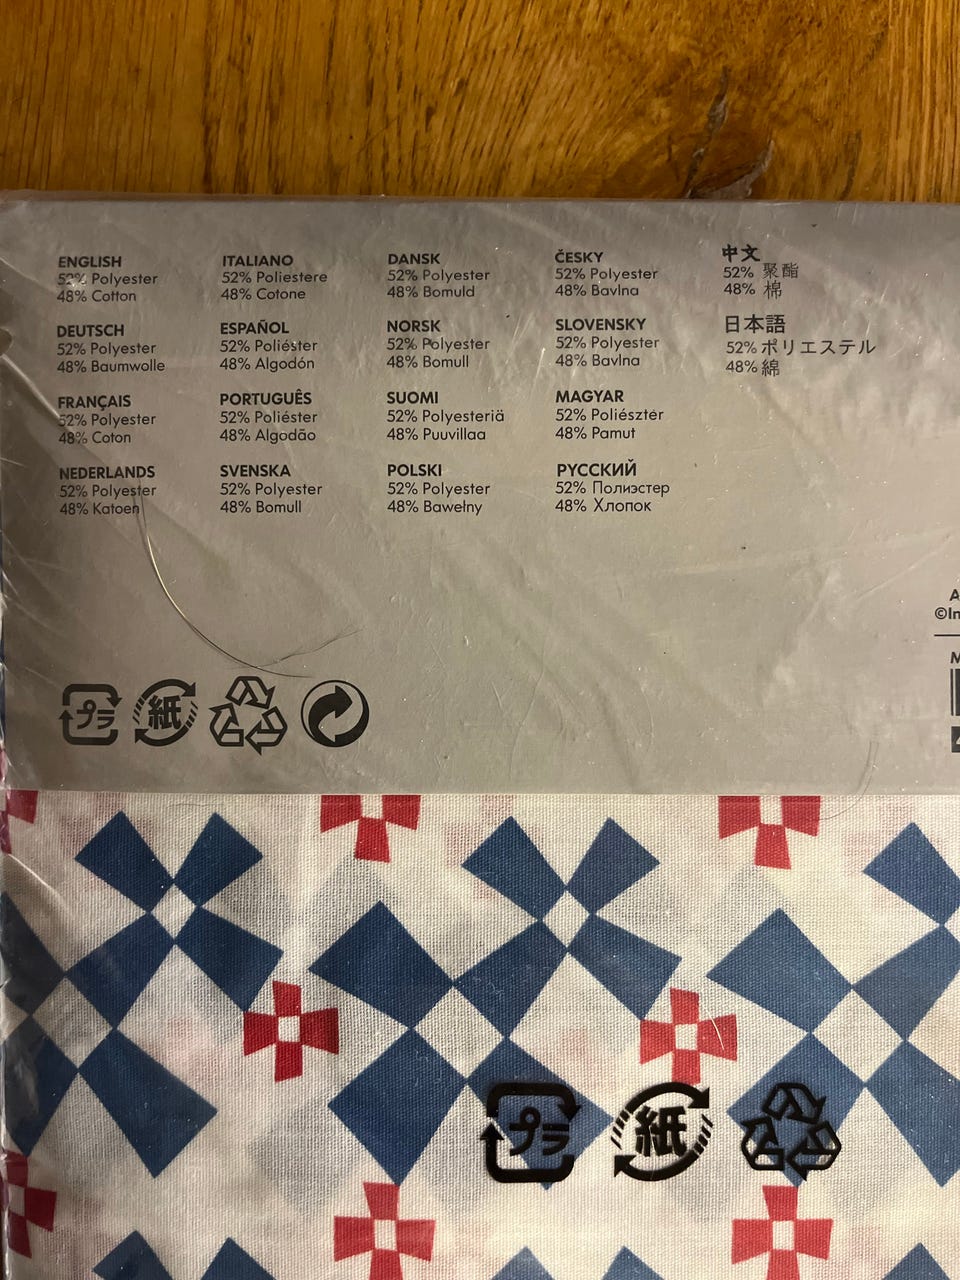 ENGLISH
52% Polyester
48% Cotton
DEUTSCH
52% Polyester
48% Baumwolle
FRANÇAIS
52% Polyester
48% Coton
NEDERLANDS
52% Polyester
48% Katoen
ITALIANO
52% Poliestere
48% Cotone
ESPAÑOL
52% Poliéster
48% Algodón
PORTUGUÊS
52% Poliéster
48% Algodão
SVENSKA
52% Polyester
48% Bomull
DANSK
52% Polyester
48% Bomuld
NORSK
52% Polyester
48% Bomull
SUOMI
52% Polyesteriä
48% Puuvillaa
POLSKI
52% Polyester
48% Bawełny
ČESKY
52% Polyester
48% Bavlna
SLOVENSKY
52% Polyester
48% Bavlna
MAGYAR
52% Poliészter
48% Pamut
РУССКИЙ
52% Полиэстер
48% Хлопок
中文
52% 聚酯
48% 棉
日本語
52% ポリエステル
48% 綿
©In
プラ
紙
プラ
紙